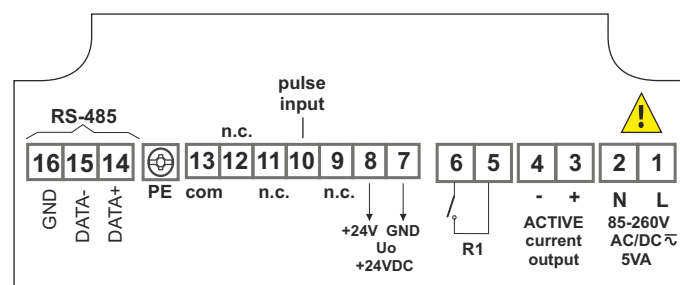 pulse
input
RS-485
n.c.
16 15 14 13 12 11 10 9 8 7 6 5 4 3 2 1
PE com n.c. n.c. - + N L
GND
DATA-
DATA+
+24V GND
Uo
+24VDC
R1
ACTIVE
current
output
85-260V
AC/DC
5VA
!